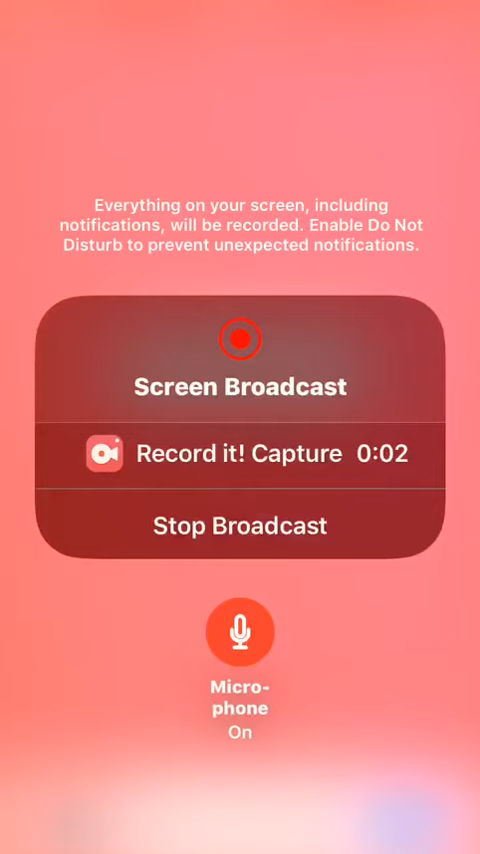 Everything on your screen, including
notifications, will be recorded. Enable Do Not
Disturb to prevent unexpected notifications.
Screen Broadcast
Record it! Capture 0:02
Stop Broadcast
Micro-
phone
On